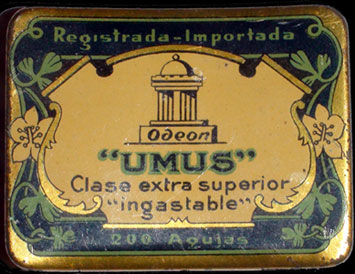 Registrada-Importada
Odeon
"UMUS"
Clase extra superior
"ingastable"
200 Agujas